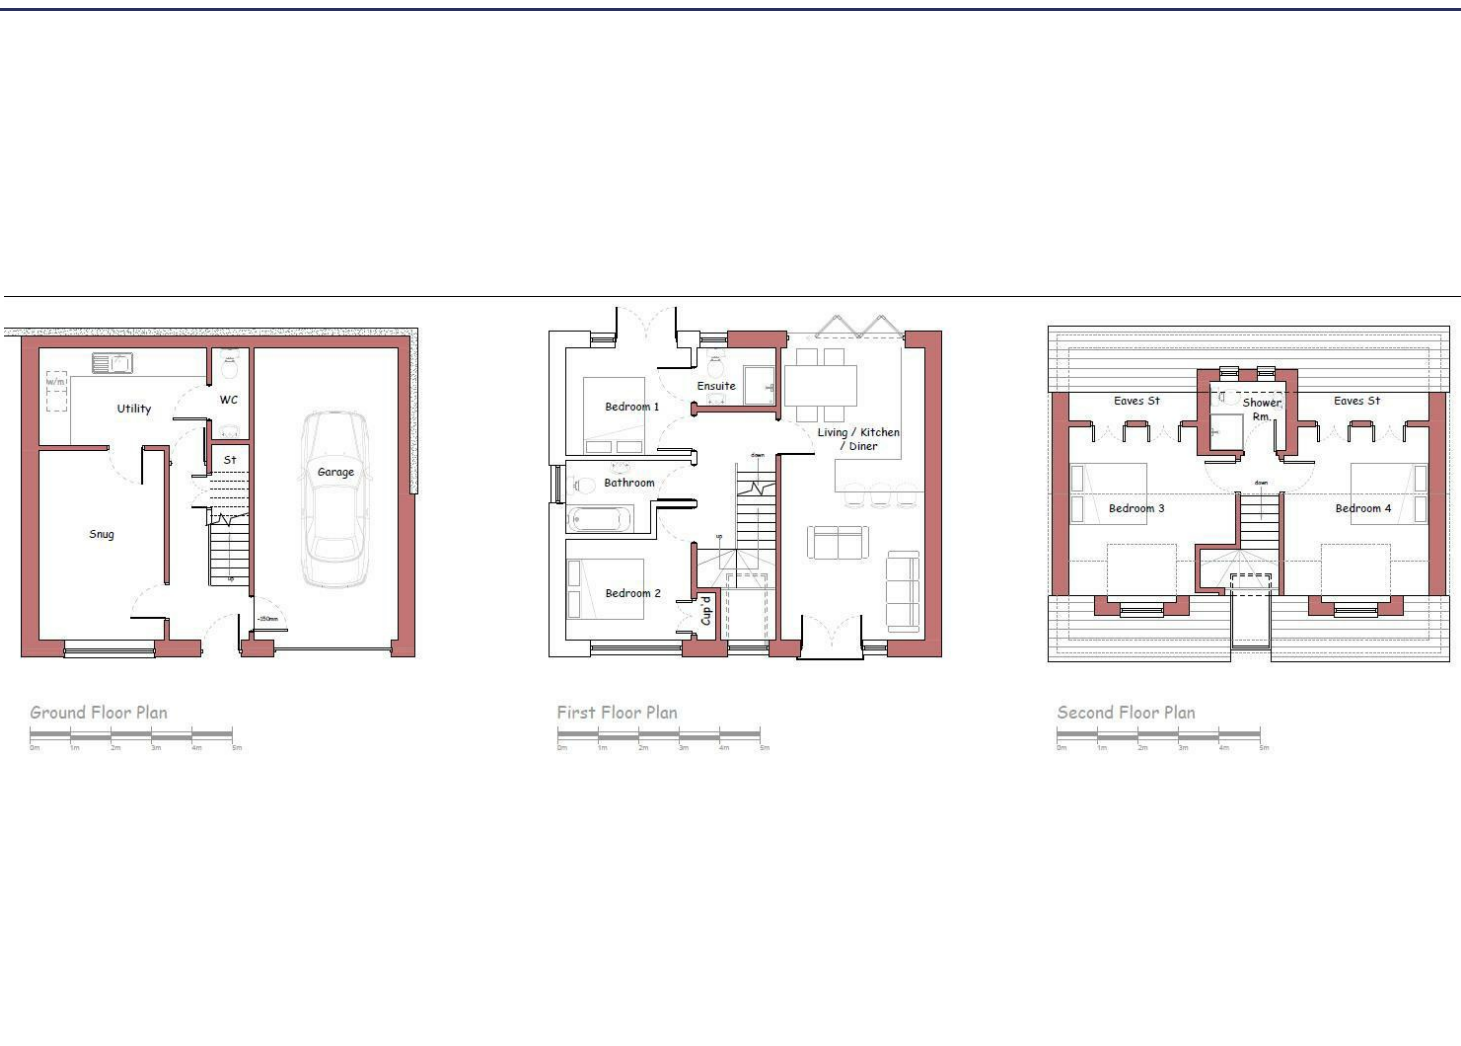 w/m
Utility
WC
St
Garage
Snug
up
-150mm
Ground Floor Plan
0m 1m 2m 3m 4m 5m
Bedroom 1
Ensuite
Living / Kitchen
/ Diner
down
Bathroom
up
Bedroom 2
Cup'd
First Floor Plan
0m 1m 2m 3m 4m 5m
Eaves St
Shower
Rm.
Eaves St
down
Bedroom 3
Bedroom 4
Second Floor Plan
0m 1m 2m 3m 4m 5m